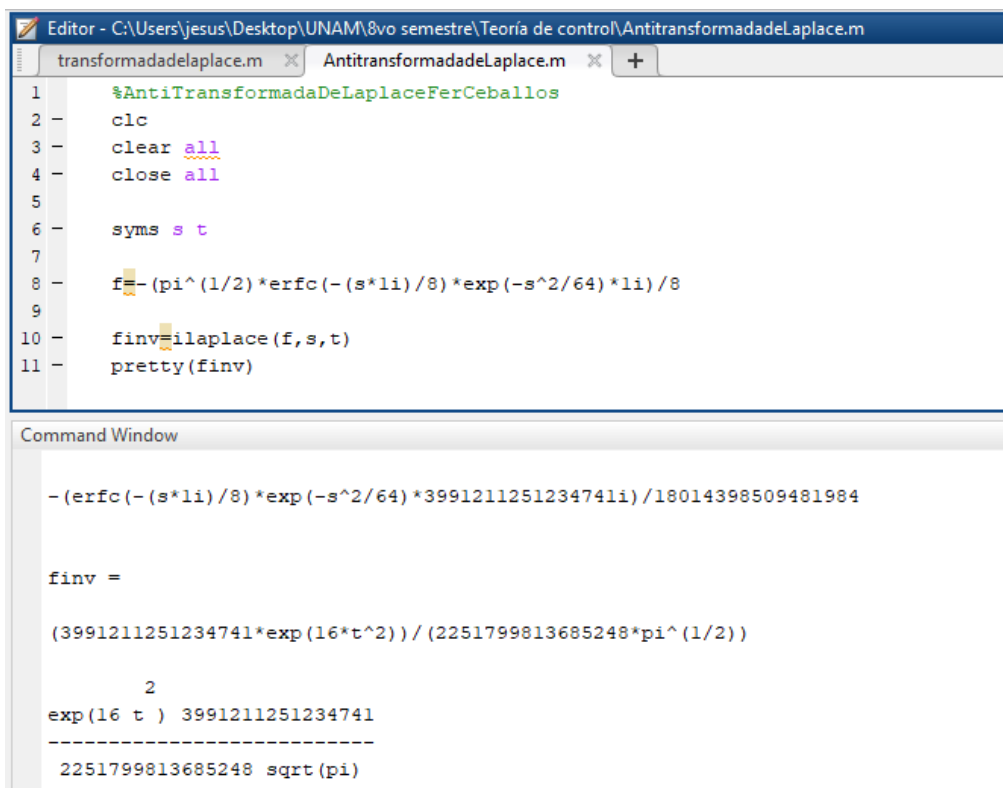 Editor - C:\Users\jesus\Desktop\UNAM\8vo semestre\Teoría de control\AntitransformadadeLaplace.m
transformadadelaplace.m × AntitransformadadeLaplace.m × +
1 %AntiTransformadaDeLaplaceFerCeballos
2 - clc
3 - clear all
4 - close all
5
6 - syms s t
7
8 - f=-(pi^(1/2)*erfc(-(s*1i)/8)*exp(-s^2/64)*1i)/8
9
10 - finv=ilaplace(f,s,t)
11 - pretty(finv)
Command Window
-(erfc(-(s*1i)/8)*exp(-s^2/64)*3991211251234741i)/18014398509481984
finv =
(3991211251234741*exp(16*t^2))/(2251799813685248*pi^(1/2))
2
exp(16 t ) 3991211251234741
---------------------------
2251799813685248 sqrt(pi)